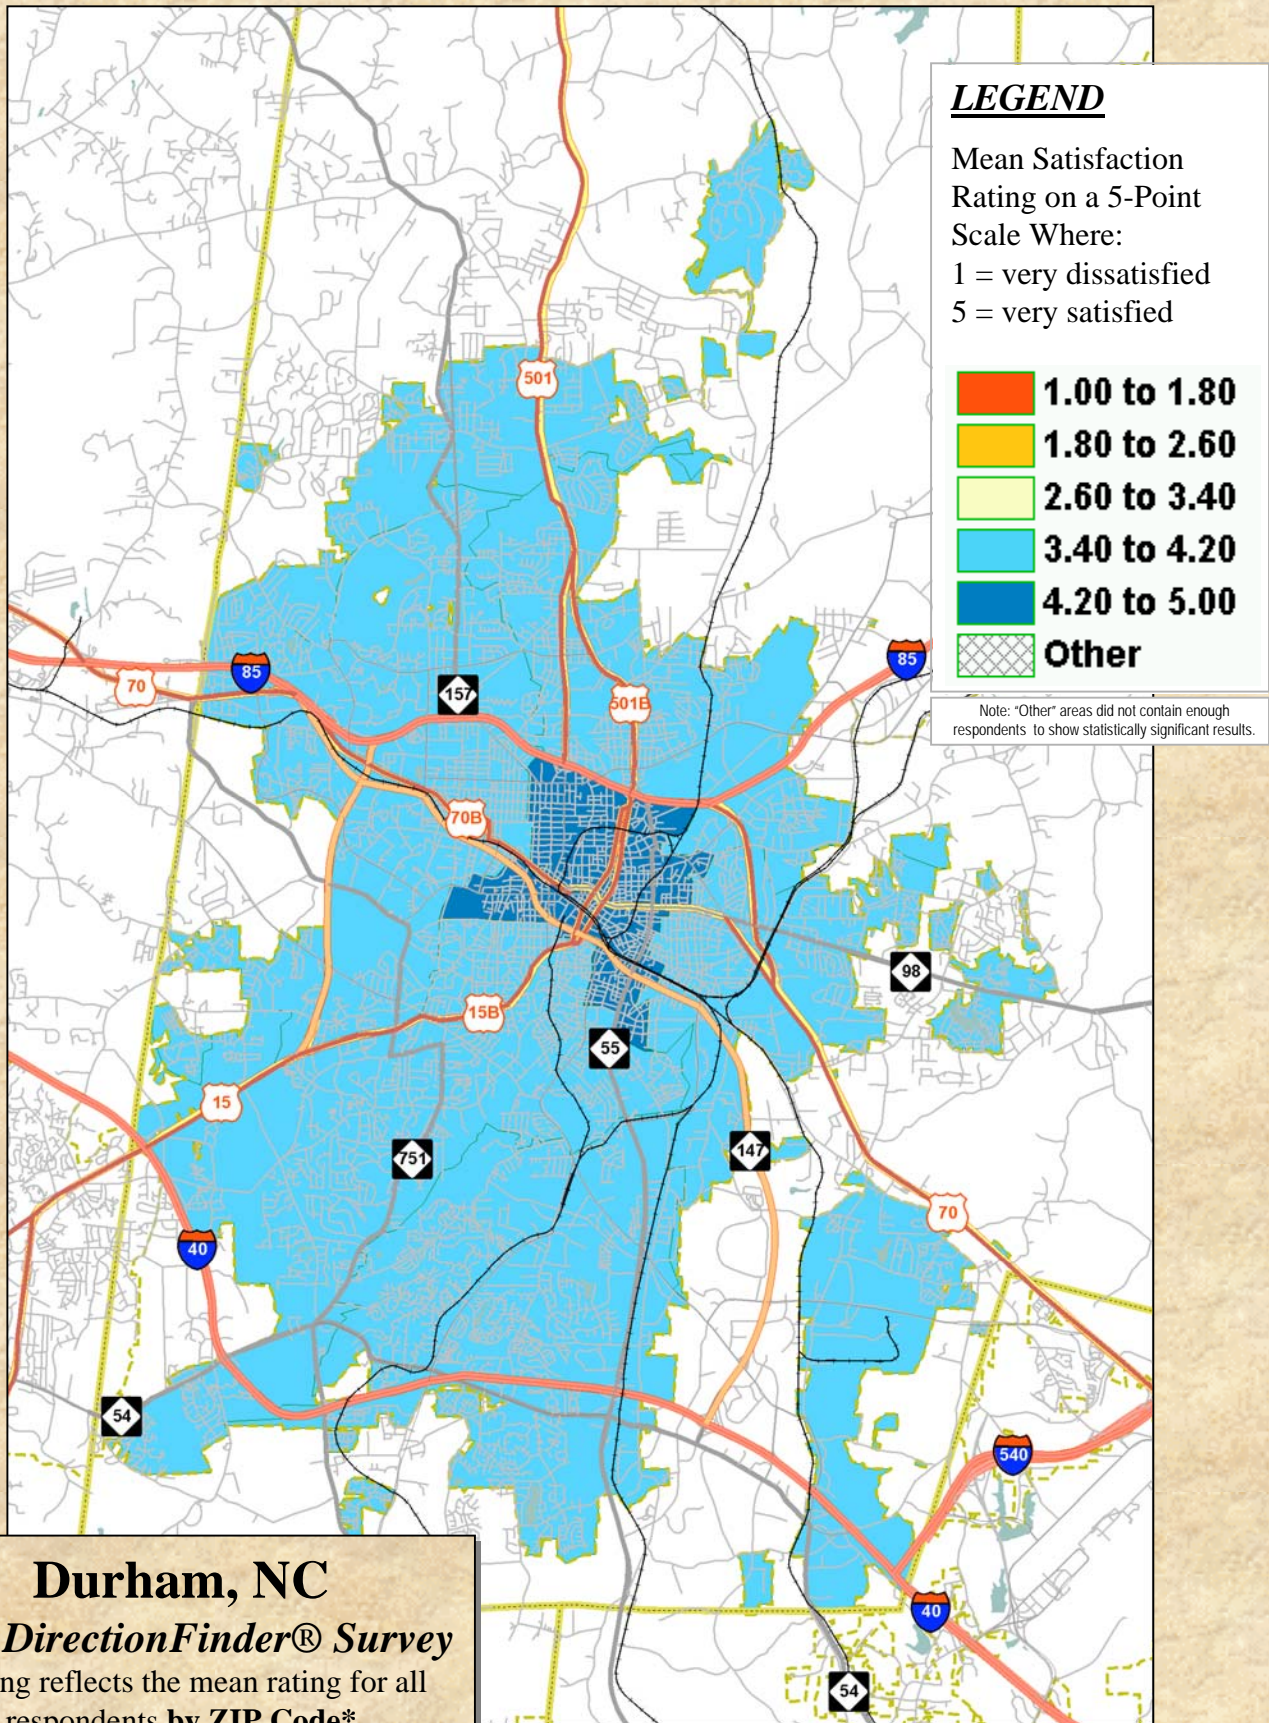 LEGEND
Mean Satisfaction
Rating on a 5-Point
Scale Where:
1 = very dissatisfied
5 = very satisfied
1.00 to 1.80
1.80 to 2.60
2.60 to 3.40
3.40 to 4.20
4.20 to 5.00
Other
Note: "Other" areas did not contain enough
respondents to show statistically significant results.
501
85
85
70
157
501B
70B
98
15B
55
15
751
147
70
40
54
540
40
54
Durham, NC
DirectionFinder® Survey
ng reflects the mean rating for all
respondents by ZIP Code*